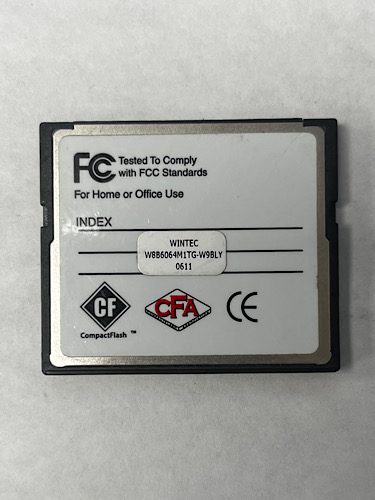 FC Tested To Comply
with FCC Standards
For Home or Office Use
INDEX
WINTEC
W8B6064M1TG-W9BLY
0611
CF
CFA
CE
CompactFlash ™